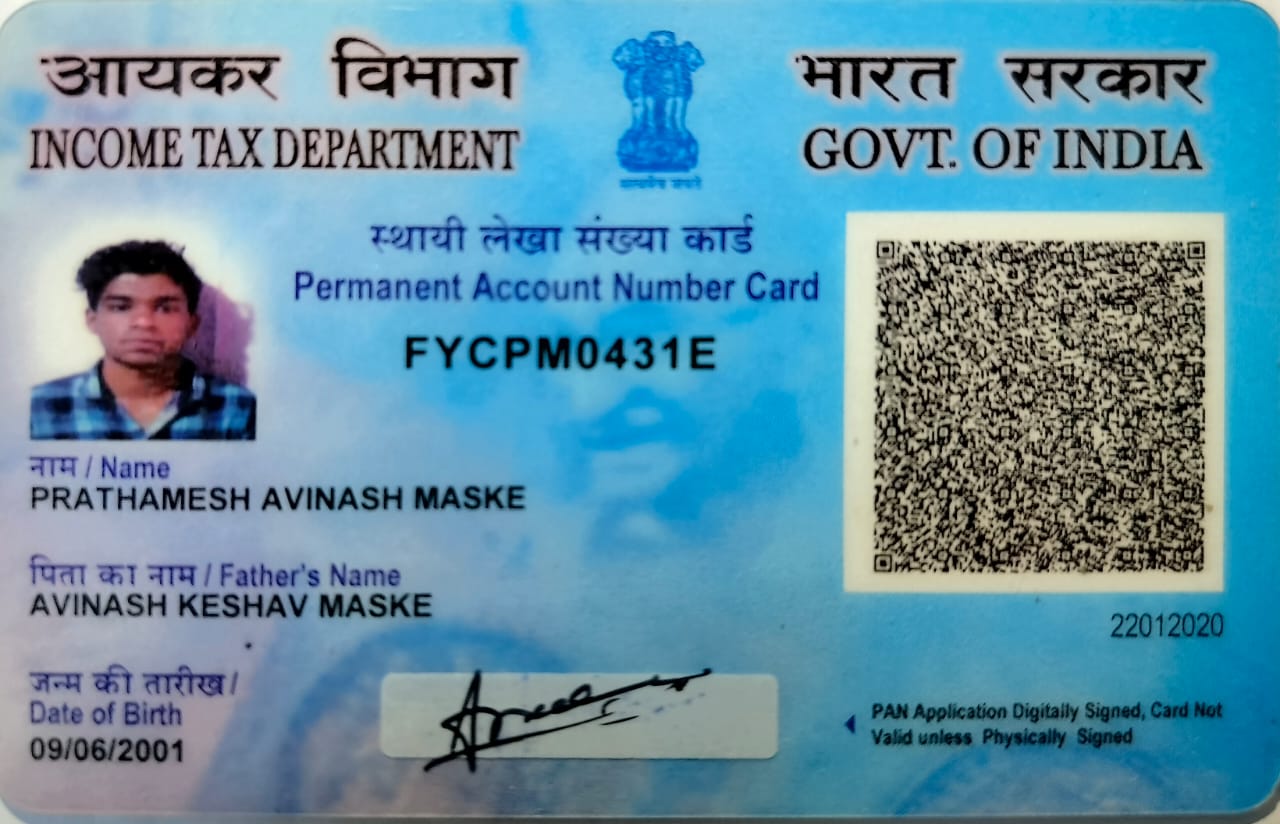 आयकर विभाग
INCOME TAX DEPARTMENT
भारत सरकार
GOVT. OF INDIA
सत्यमेव जयते
स्थायी लेखा संख्या कार्ड
Permanent Account Number Card
FYCPM0431E
नाम / Name
PRATHAMESH AVINASH MASKE
पिता का नाम / Father's Name
AVINASH KESHAV MASKE
जन्म की तारीख /
Date of Birth
09/06/2001
22012020
PAN Application Digitally Signed, Card Not
Valid unless Physically Signed